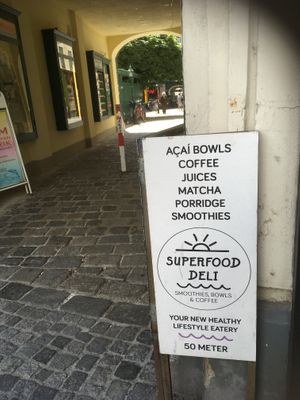 AÇAÍ BOWLS
COFFEE
JUICES
MATCHA
PORRIDGE
SMOOTHIES
SUPERFOOD
DELI
SMOOTHIES, BOWLS
& COFFEE
YOUR NEW HEALTHY
LIFESTYLE EATERY
50 METER